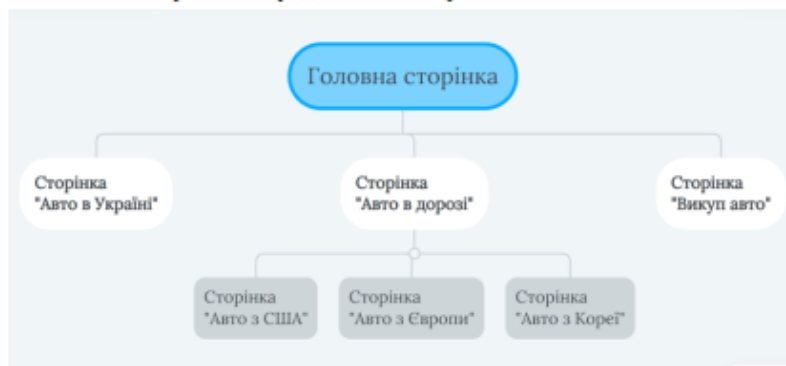 Головна сторінка
Сторінка
"Авто в Україні"
Сторінка
"Авто в дорозі"
Сторінка
"Викуп авто"
Сторінка
"Авто з США"
Сторінка
"Авто з Європи"
Сторінка
"Авто з Кореї"